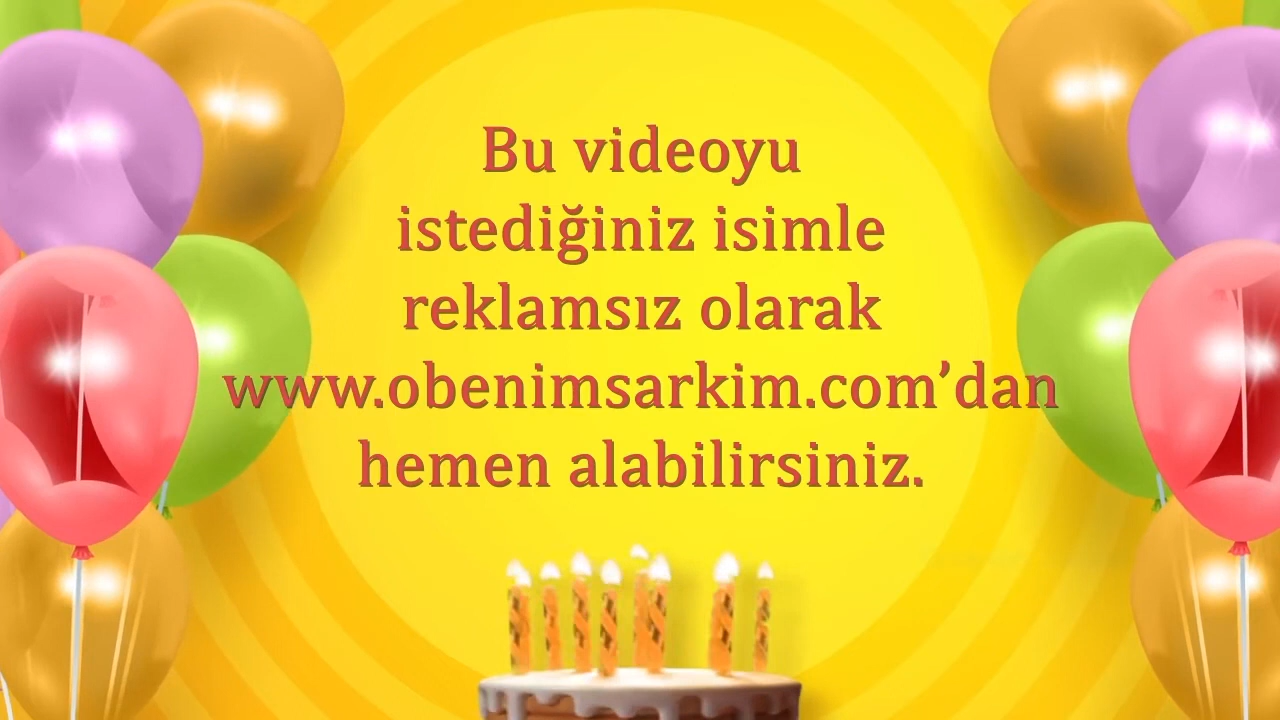 Bu videoyu
istediğiniz isimle
reklamsız olarak
www.obenimsarkim.com’dan
hemen alabilirsiniz.